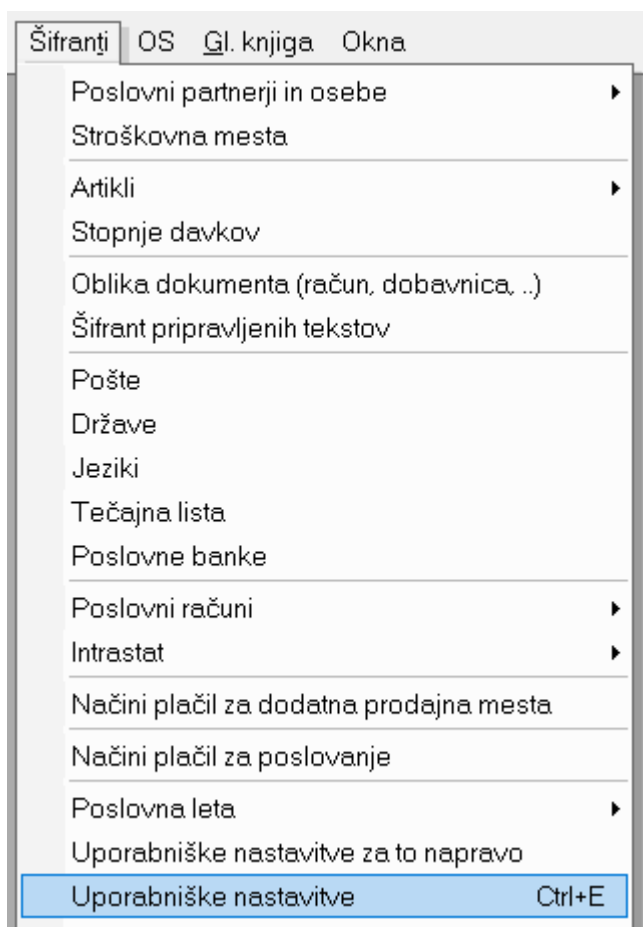 Šifranti OS Gl. knjiga Okna
Poslovni partnerji in osebe
Stroškovna mesta
Artikli
Stopnje davkov
Oblika dokumenta (račun, dobavnica, ..)
Šifrant pripravljenih tekstov
Pošte
Države
Jeziki
Tečajna lista
Poslovne banke
Poslovni računi
Intrastat
Načini plačil za dodatna prodajna mesta
Načini plačil za poslovanje
Poslovna leta
Uporabniške nastavitve za to napravo
Uporabniške nastavitve Ctrl+E